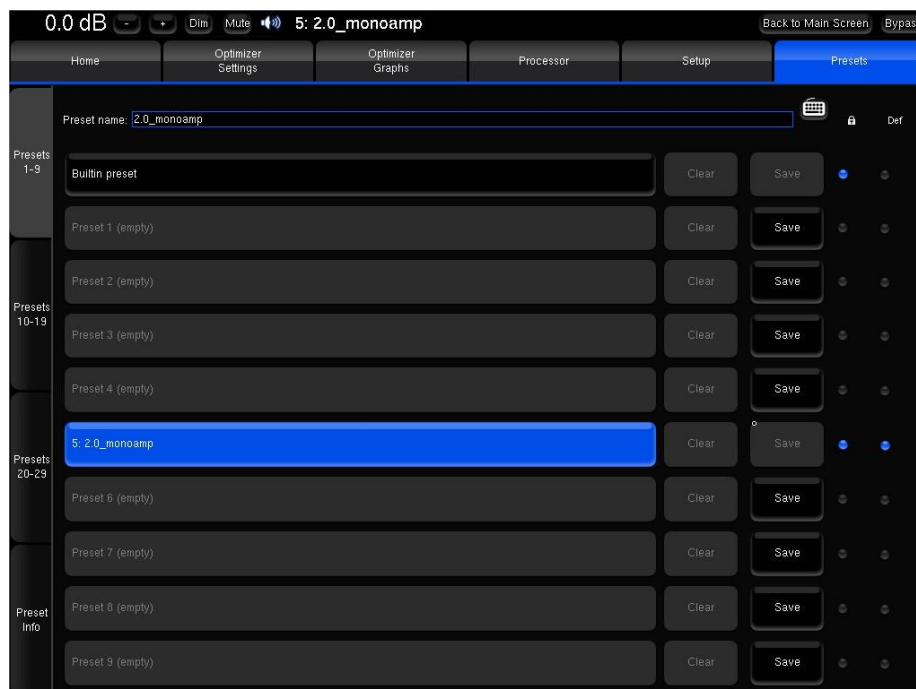 0.0 dB - + Dim Mute 5: 2.0_monoamp Back to Main Screen Bypas
Home Optimizer Settings Optimizer Graphs Processor Setup Presets
Preset name: 2.0_monoamp Def
Presets 1-9
Builtin preset Clear Save
Preset 1 (empty) Clear Save
Preset 2 (empty) Clear Save
Presets 10-19
Preset 3 (empty) Clear Save
Preset 4 (empty) Clear Save
5: 2.0_monoamp Clear Save
Presets 20-29
Preset 6 (empty) Clear Save
Preset 7 (empty) Clear Save
Preset 8 (empty) Clear Save
Preset Info
Preset 9 (empty) Clear Save